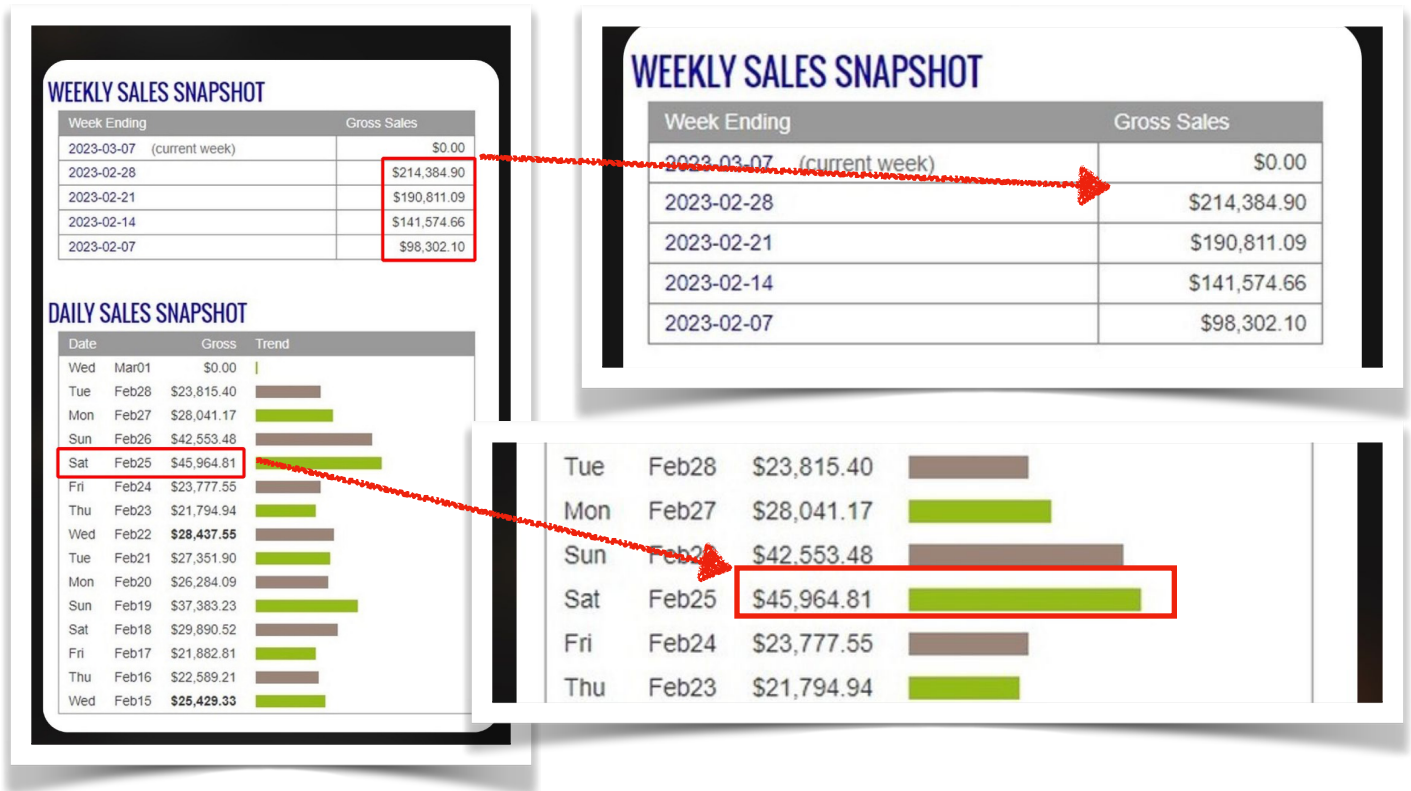 WEEKLY SALES SNAPSHOT
Week Ending Gross Sales
2023-03-07 (current week) $0.00
2023-02-28 $214,384.90
2023-02-21 $190,811.09
2023-02-14 $141,574.66
2023-02-07 $98,302.10
DAILY SALES SNAPSHOT
Date Gross Trend
Wed Mar01 $0.00
Tue Feb28 $23,815.40
Mon Feb27 $28,041.17
Sun Feb26 $42,553.48
Sat Feb25 $45,964.81
Fri Feb24 $23,777.55
Thu Feb23 $21,794.94
Wed Feb22 $28,437.55
Tue Feb21 $27,351.90
Mon Feb20 $26,284.09
Sun Feb19 $37,383.23
Sat Feb18 $29,890.52
Fri Feb17 $21,882.81
Thu Feb16 $22,589.21
Wed Feb15 $25,429.33
WEEKLY SALES SNAPSHOT
Week Ending Gross Sales
2023-03-07 (current week) $0.00
2023-02-28 $214,384.90
2023-02-21 $190,811.09
2023-02-14 $141,574.66
2023-02-07 $98,302.10
Tue Feb28 $23,815.40
Mon Feb27 $28,041.17
Sun Feb26 $42,553.48
Sat Feb25 $45,964.81
Fri Feb24 $23,777.55
Thu Feb23 $21,794.94